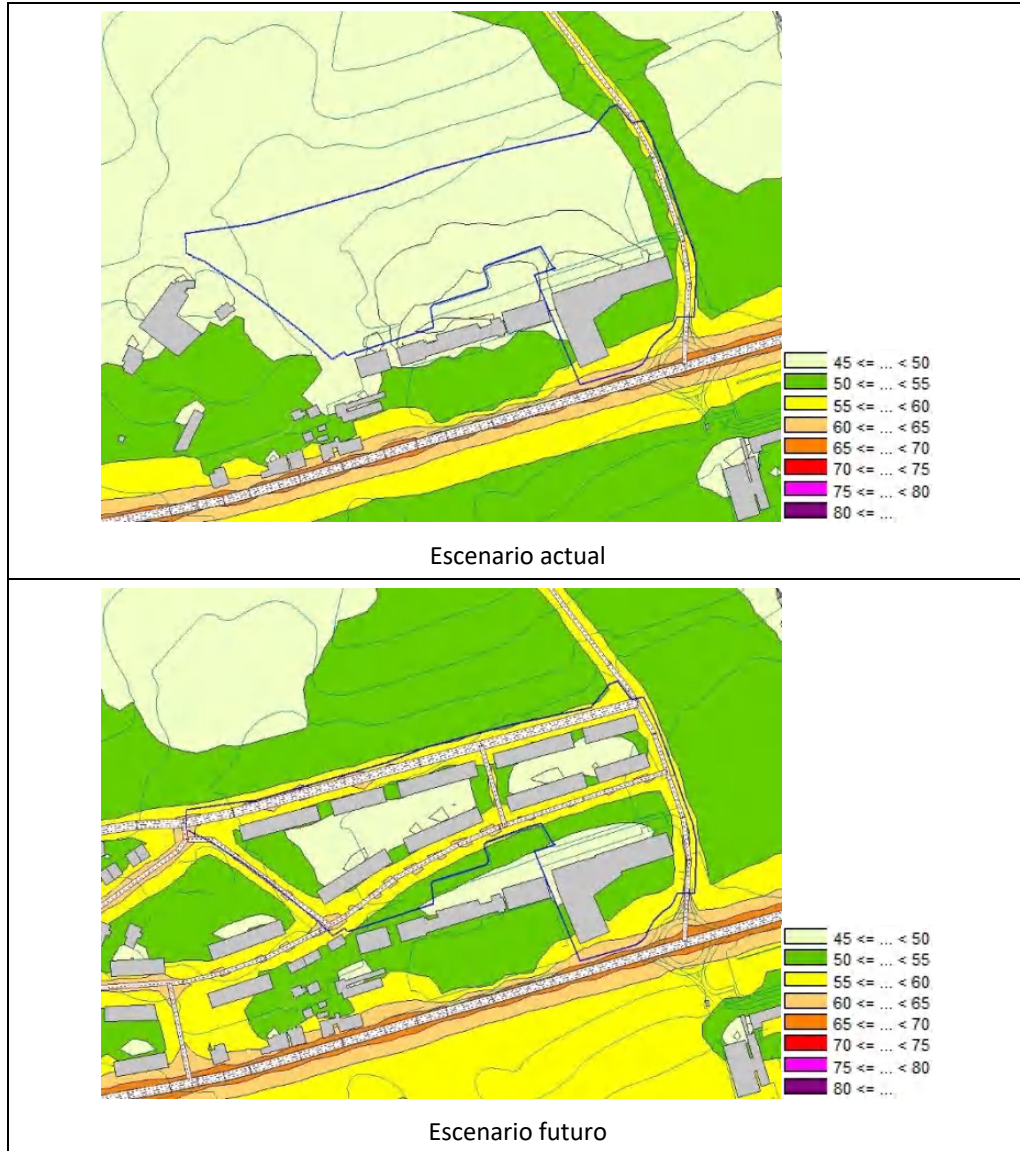 45 <= ... < 50
50 <= ... < 55
55 <= ... < 60
60 <= ... < 65
65 <= ... < 70
70 <= ... < 75
75 <= ... < 80
80 <= ...
Escenario actual
45 <= ... < 50
50 <= ... < 55
55 <= ... < 60
60 <= ... < 65
65 <= ... < 70
70 <= ... < 75
75 <= ... < 80
80 <= ...
Escenario futuro